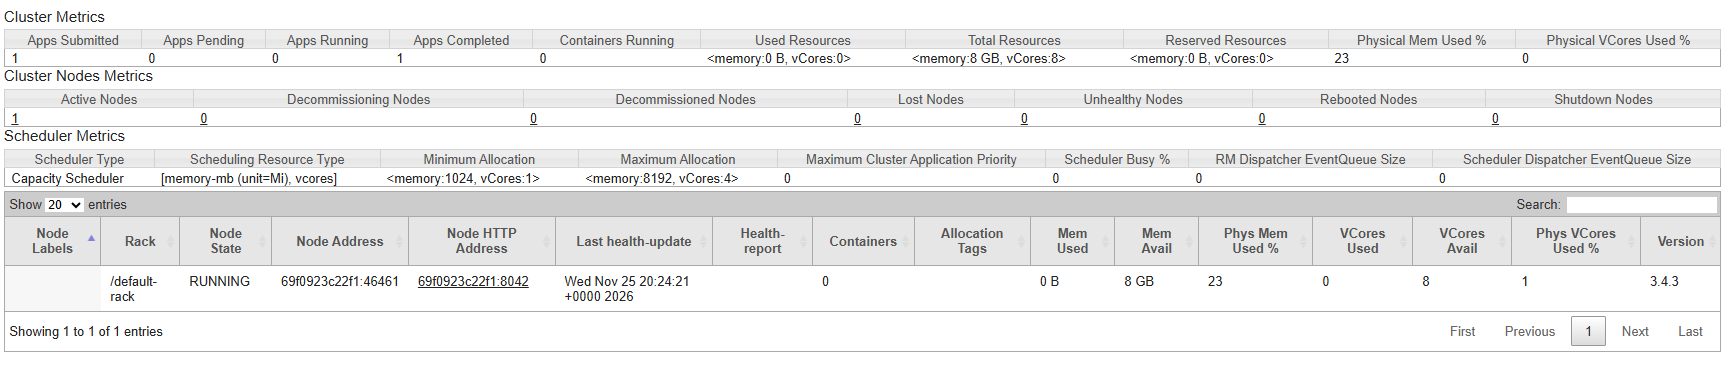 Cluster Metrics
Apps Submitted Apps Pending Apps Running Apps Completed Containers Running Used Resources Total Resources Reserved Resources Physical Mem Used % Physical VCores Used %
1 0 0 1 0 <memory:0 B, vCores:0> <memory:8 GB, vCores:8> <memory:0 B, vCores:0> 23 0
Cluster Nodes Metrics
Active Nodes Decommissioning Nodes Decommissioned Nodes Lost Nodes Unhealthy Nodes Rebooted Nodes Shutdown Nodes
1 0 0 0 0 0 0
Scheduler Metrics
Scheduler Type Scheduling Resource Type Minimum Allocation Maximum Allocation Maximum Cluster Application Priority Scheduler Busy % RM Dispatcher EventQueue Size Scheduler Dispatcher EventQueue Size
Capacity Scheduler [memory-mb (unit=Mi), vcores] <memory:1024, vCores:1> <memory:8192, vCores:4> 0 0 0 0
Show 20 entries Search:
Node Labels Rack Node State Node Address Node HTTP Address Last health-update Health-report Containers Allocation Tags Mem Used Mem Avail Phys Mem Used % VCores Used VCores Avail Phys VCores Used % Version
/default-rack RUNNING 69f0923c22f1:46461 69f0923c22f1:8042 Wed Nov 25 20:24:21 +0000 2026 0 0 B 8 GB 23 0 8 1 3.4.3
Showing 1 to 1 of 1 entries First Previous 1 Next Last